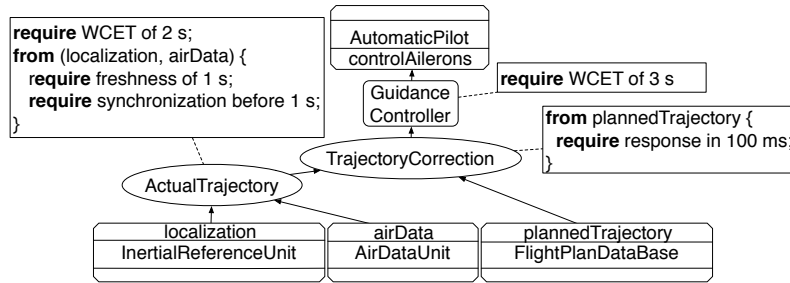 require WCET of 2 s;
from (localization, airData) {
require freshness of 1 s;
require synchronization before 1 s;
}
AutomaticPilot
controlAilerons
require WCET of 3 s
Guidance
Controller
from plannedTrajectory {
require response in 100 ms;
}
TrajectoryCorrection
ActualTrajectory
localization
InertialReferenceUnit
airData
AirDataUnit
plannedTrajectory
FlightPlanDataBase